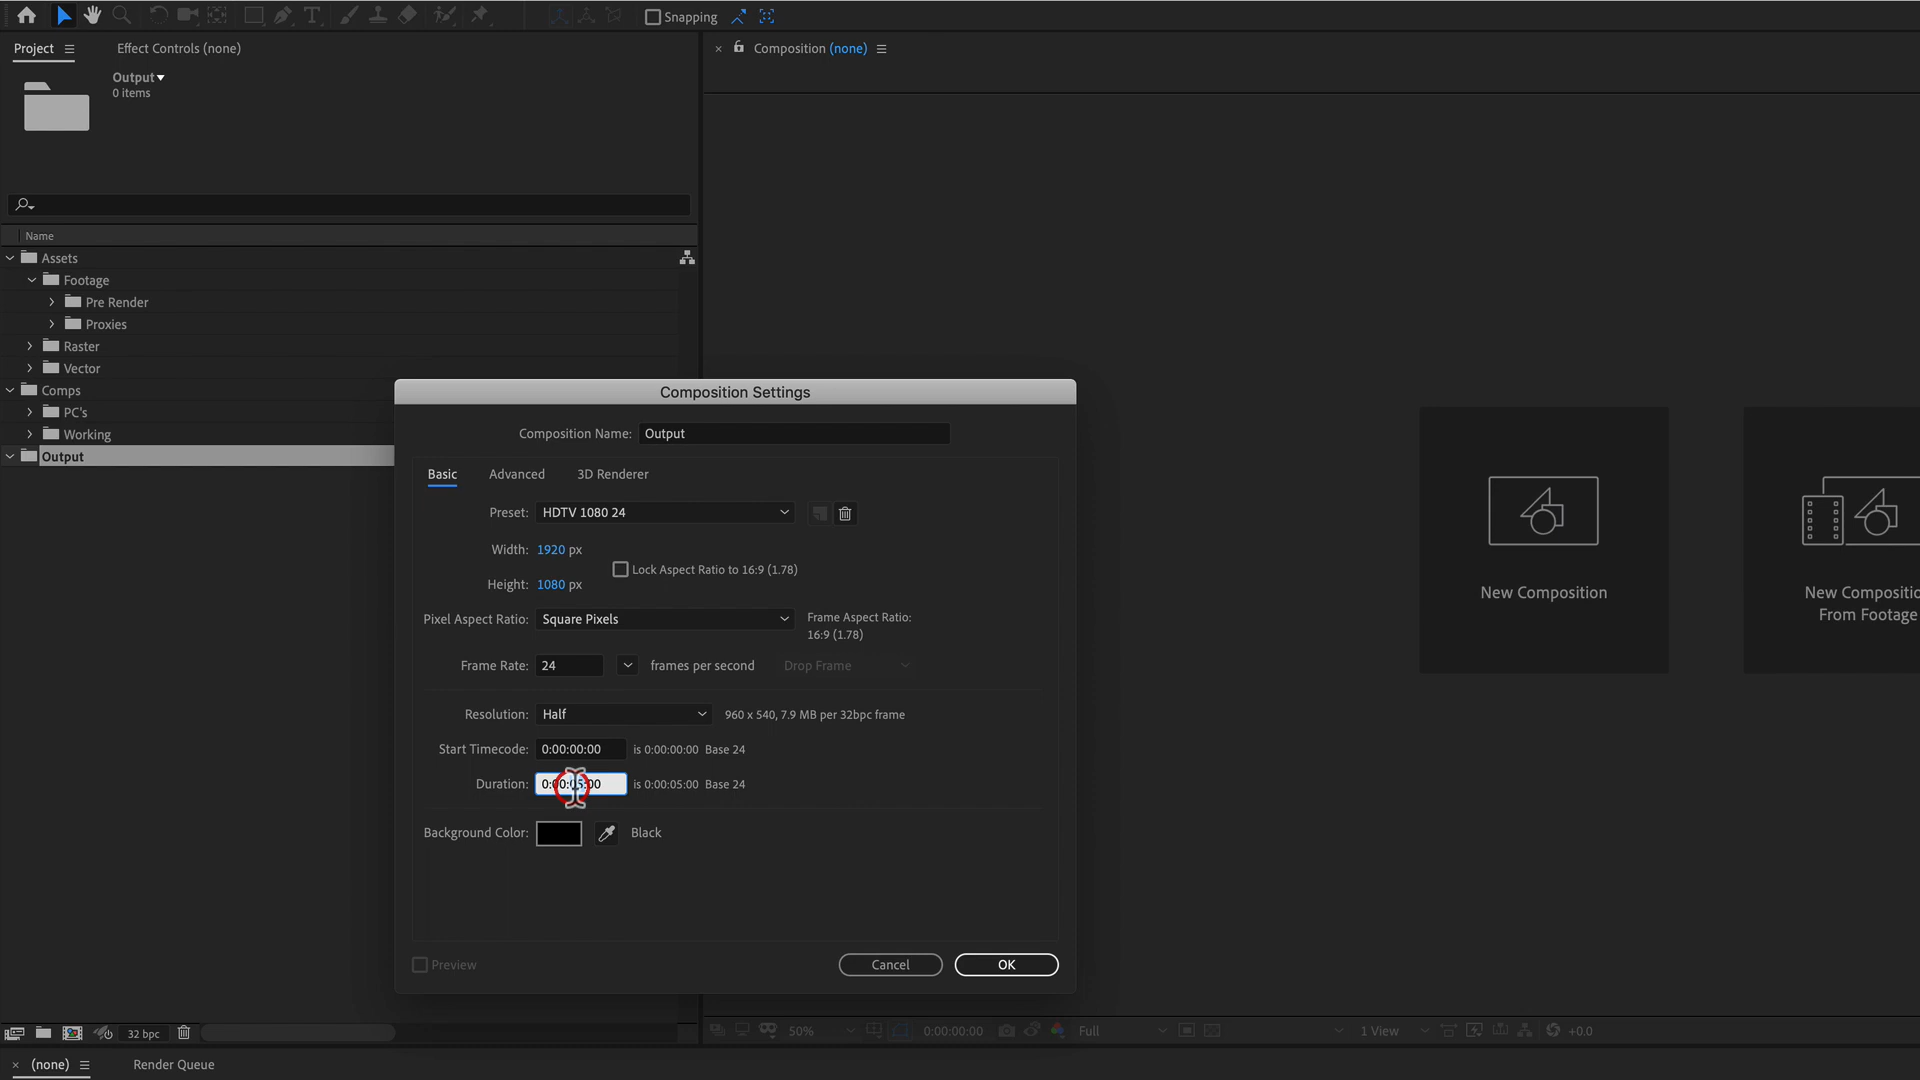 Snapping
Project
Effect Controls (none)
Composition (none)
Output
0 items
Name
Assets
Footage
Pre Render
Proxies
Raster
Vector
Comps
PC's
Working
Output
Composition Settings
Composition Name: Output
Basic
Advanced
3D Renderer
Preset: HDTV 1080 24
Width: 1920 px
Lock Aspect Ratio to 16:9 (1.78)
Height: 1080 px
Pixel Aspect Ratio: Square Pixels
Frame Aspect Ratio:
16:9 (1.78)
Frame Rate: 24 frames per second Drop Frame
Resolution: Half 960 x 540, 7.9 MB per 32bpc frame
Start Timecode: 0:00:00:00 is 0:00:00:00 Base 24
Duration: 0:00:05:00 is 0:00:05:00 Base 24
Background Color: Black
Preview
Cancel
OK
New Composition
New Compositio
From Footage
32 bpc
50%
0:00:00:00
Full
1 View
+0.0
(none)
Render Queue